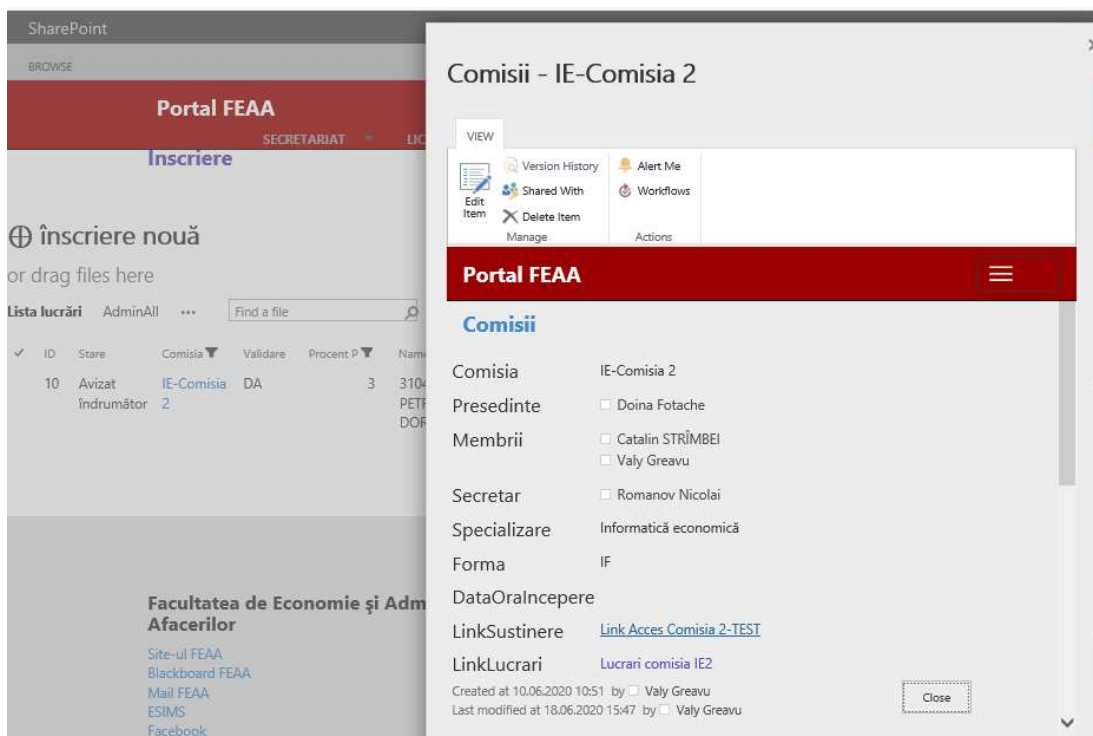 SharePoint
BROWSE
Portal FEAA
SECRETARIAT
Inscriere
înscriere nouă
or drag files here
Lista lucrări AdminAll ••• Find a file
ID Stare Comisia Validare Procent P
10 Avizat îndrumător IE-Comisia 2 DA 3
Facultatea de Economie şi
Afacerilor
Site-ul FEAA
Blackboard FEAA
Mail FEAA
ESIMS
Facebook
Comisii - IE-Comisia 2
VIEW
Edit Item
Version History
Shared With
Delete Item
Manage
Alert Me
Workflows
Actions
Portal FEAA
Comisii
Comisia IE-Comisia 2
Presedinte Doina Fotache
Membrii Catalin STRÎMBEI
Valy Greavu
Secretar Romanov Nicolai
Specializare Informatică economică
Forma IF
DataOraIncepere
LinkSustinere Link Acces Comisia 2-TEST
LinkLucrari Lucrari comisia IE2
Created at 10.06.2020 10:51 by Valy Greavu
Last modified at 18.06.2020 15:47 by Valy Greavu
Close